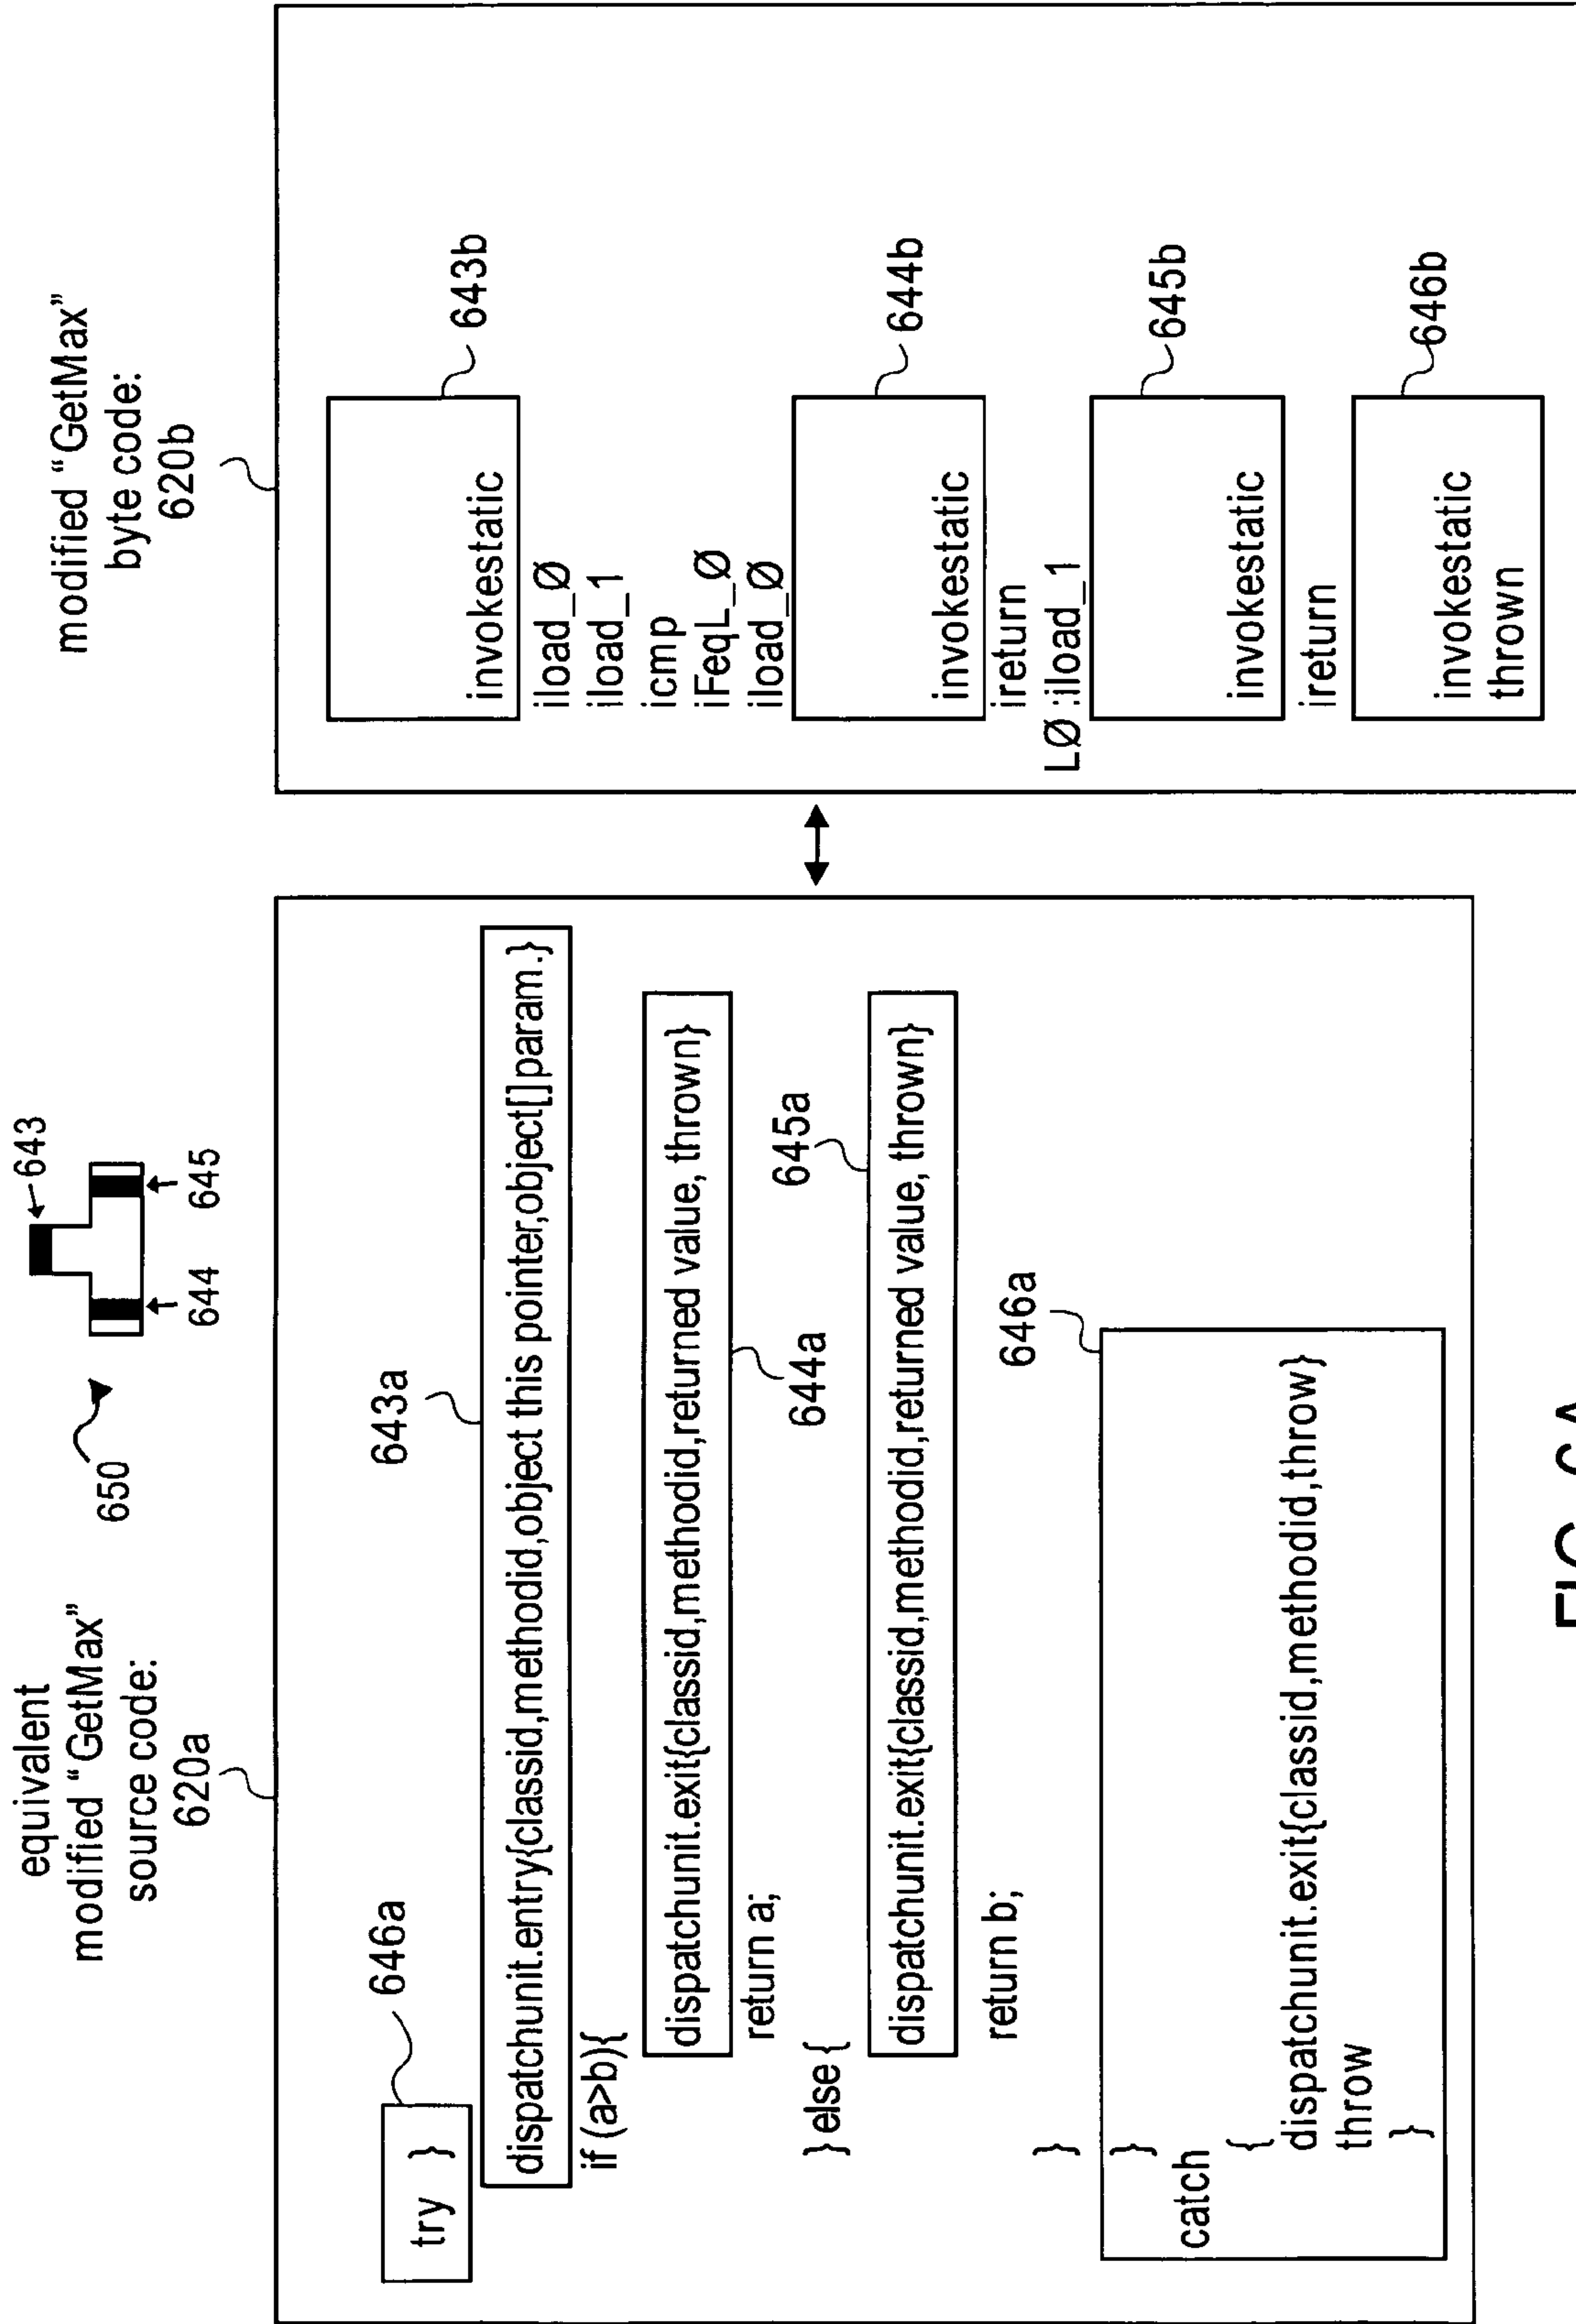 equivalent
modified “GetMax”
source code:
620a
650
643
644
645
646a
try }
643a
dispatchunit.entry{classid,methodid,object this pointer,object[]param.}
if (a>b){
dispatchunit.exit{classid,methodid,returned value, thrown}
644a
return a;
} else {
645a
dispatchunit.exit{classid,methodid,returned value, thrown}
return b;
}
646a
}
catch
{
dispatchunit.exit{classid,methodid,throw}
throw
}
modified “GetMax”
byte code:
620b
643b
invokestatic
iload_Ø
iload_1
icmp
iFeqL_Ø
iload_Ø
644b
invokestatic
ireturn
LØ:iload_1
645b
invokestatic
ireturn
646b
invokestatic
thrown